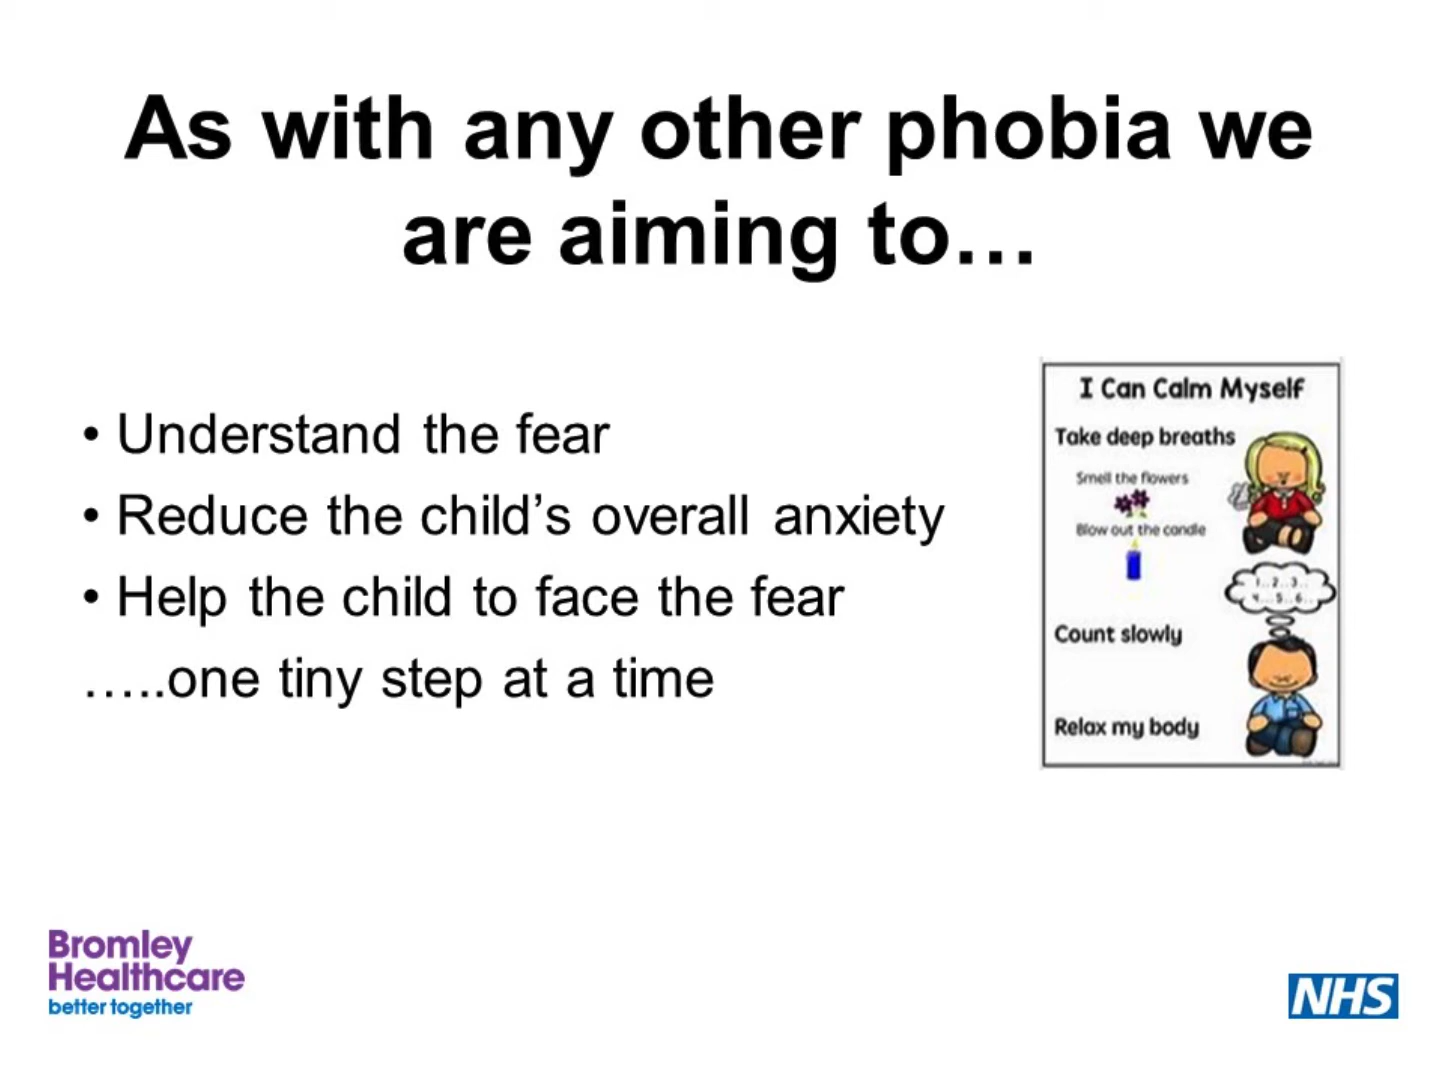 As with any other phobia we
are aiming to…
• Understand the fear
• Reduce the child’s overall anxiety
• Help the child to face the fear
…..one tiny step at a time
I Can Calm Myself
Take deep breaths
Smell the flowers
Blow out the candle
1..2..3..
4...5..6..
Count slowly
Relax my body
Bromley
Healthcare
better together
NHS